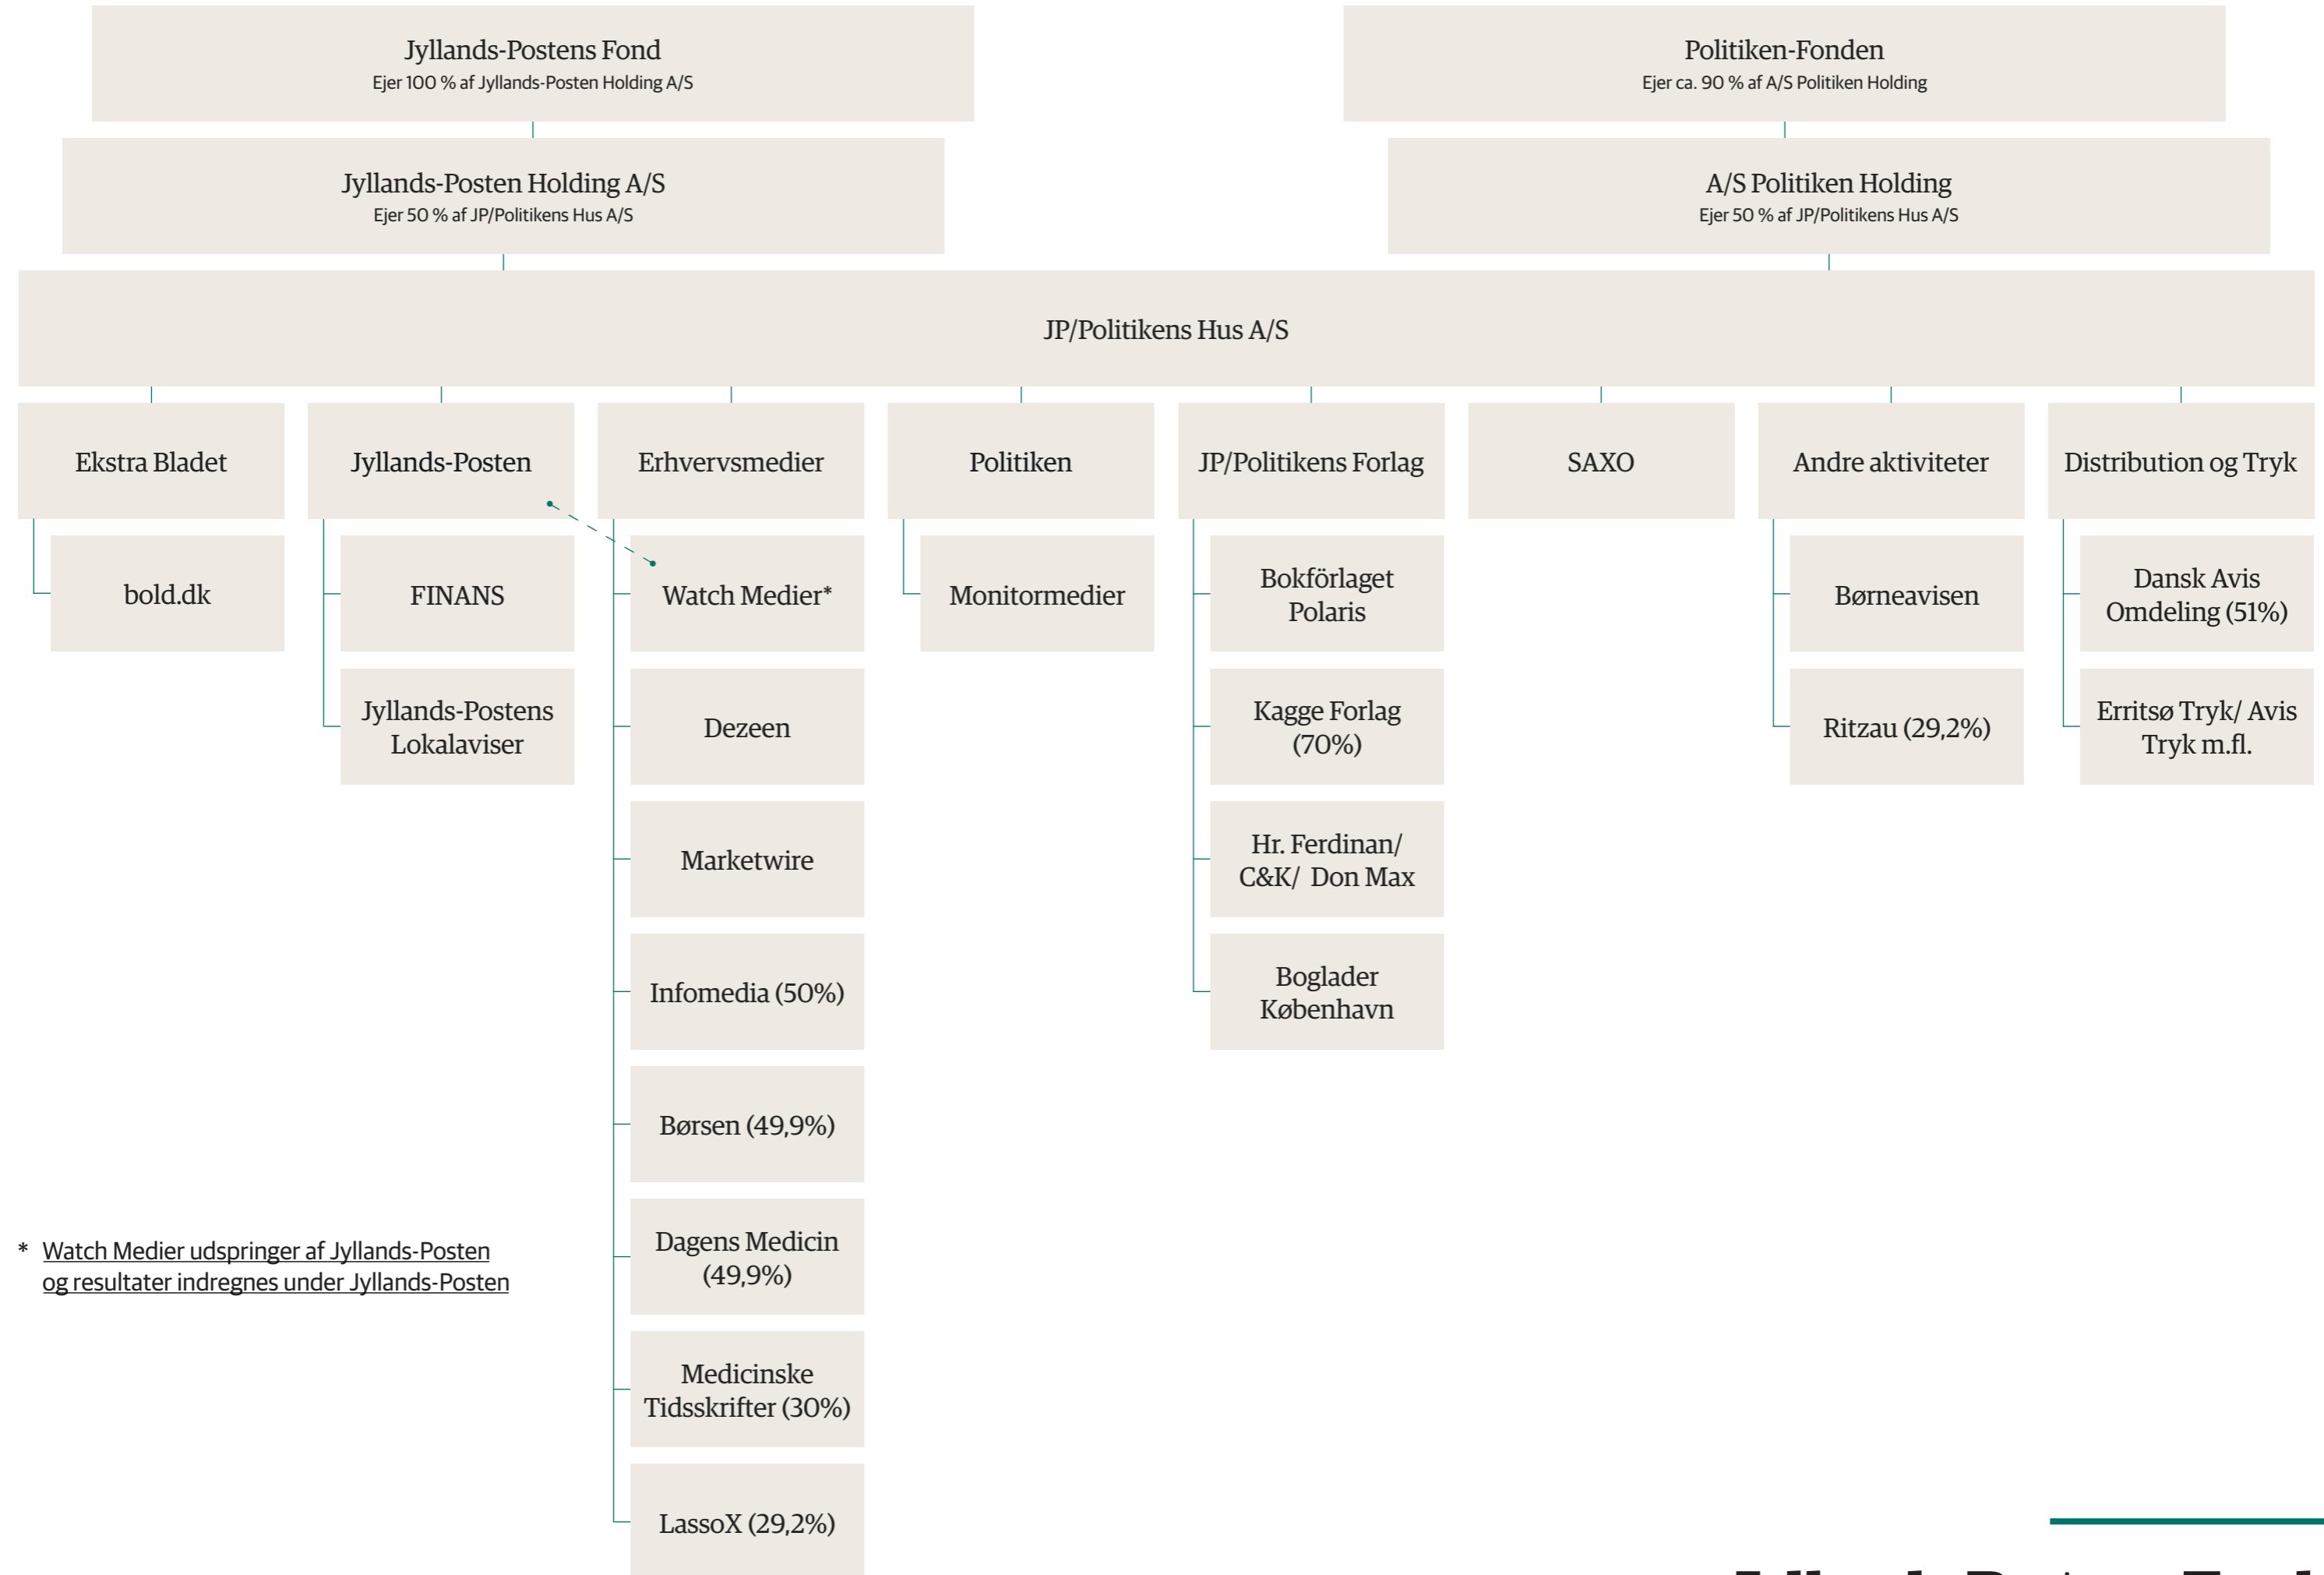 Jyllands-Postens Fond
Ejer 100 % af Jyllands-Posten Holding A/S
Politiken-Fonden
Ejer ca. 90 % af A/S Politiken Holding
Jyllands-Posten Holding A/S
Ejer 50 % af JP/Politikens Hus A/S
A/S Politiken Holding
Ejer 50 % af JP/Politikens Hus A/S
JP/Politikens Hus A/S
Ekstra Bladet
bold.dk
Jyllands-Posten
FINANS
Jyllands-Postens
Lokalaviser
Erhvervsmedier
Watch Medier*
Dezeen
Marketwire
Infomedia (50%)
Børsen (49,9%)
Dagens Medicin
(49,9%)
Medicinske
Tidsskrifter (30%)
LassoX (29,2%)
Politiken
Monitormedier
JP/Politikens Forlag
Bokförlaget
Polaris
Kagge Forlag
(70%)
Hr. Ferdinan/
C&K/ Don Max
Boglader
København
SAXO
Andre aktiviteter
Børneavisen
Ritzau (29,2%)
Distribution og Tryk
Dansk Avis
Omdeling (51%)
Erritsø Tryk/ Avis
Tryk m.fl.
* Watch Medier udspringer af Jyllands-Posten
og resultater indregnes under Jyllands-Posten